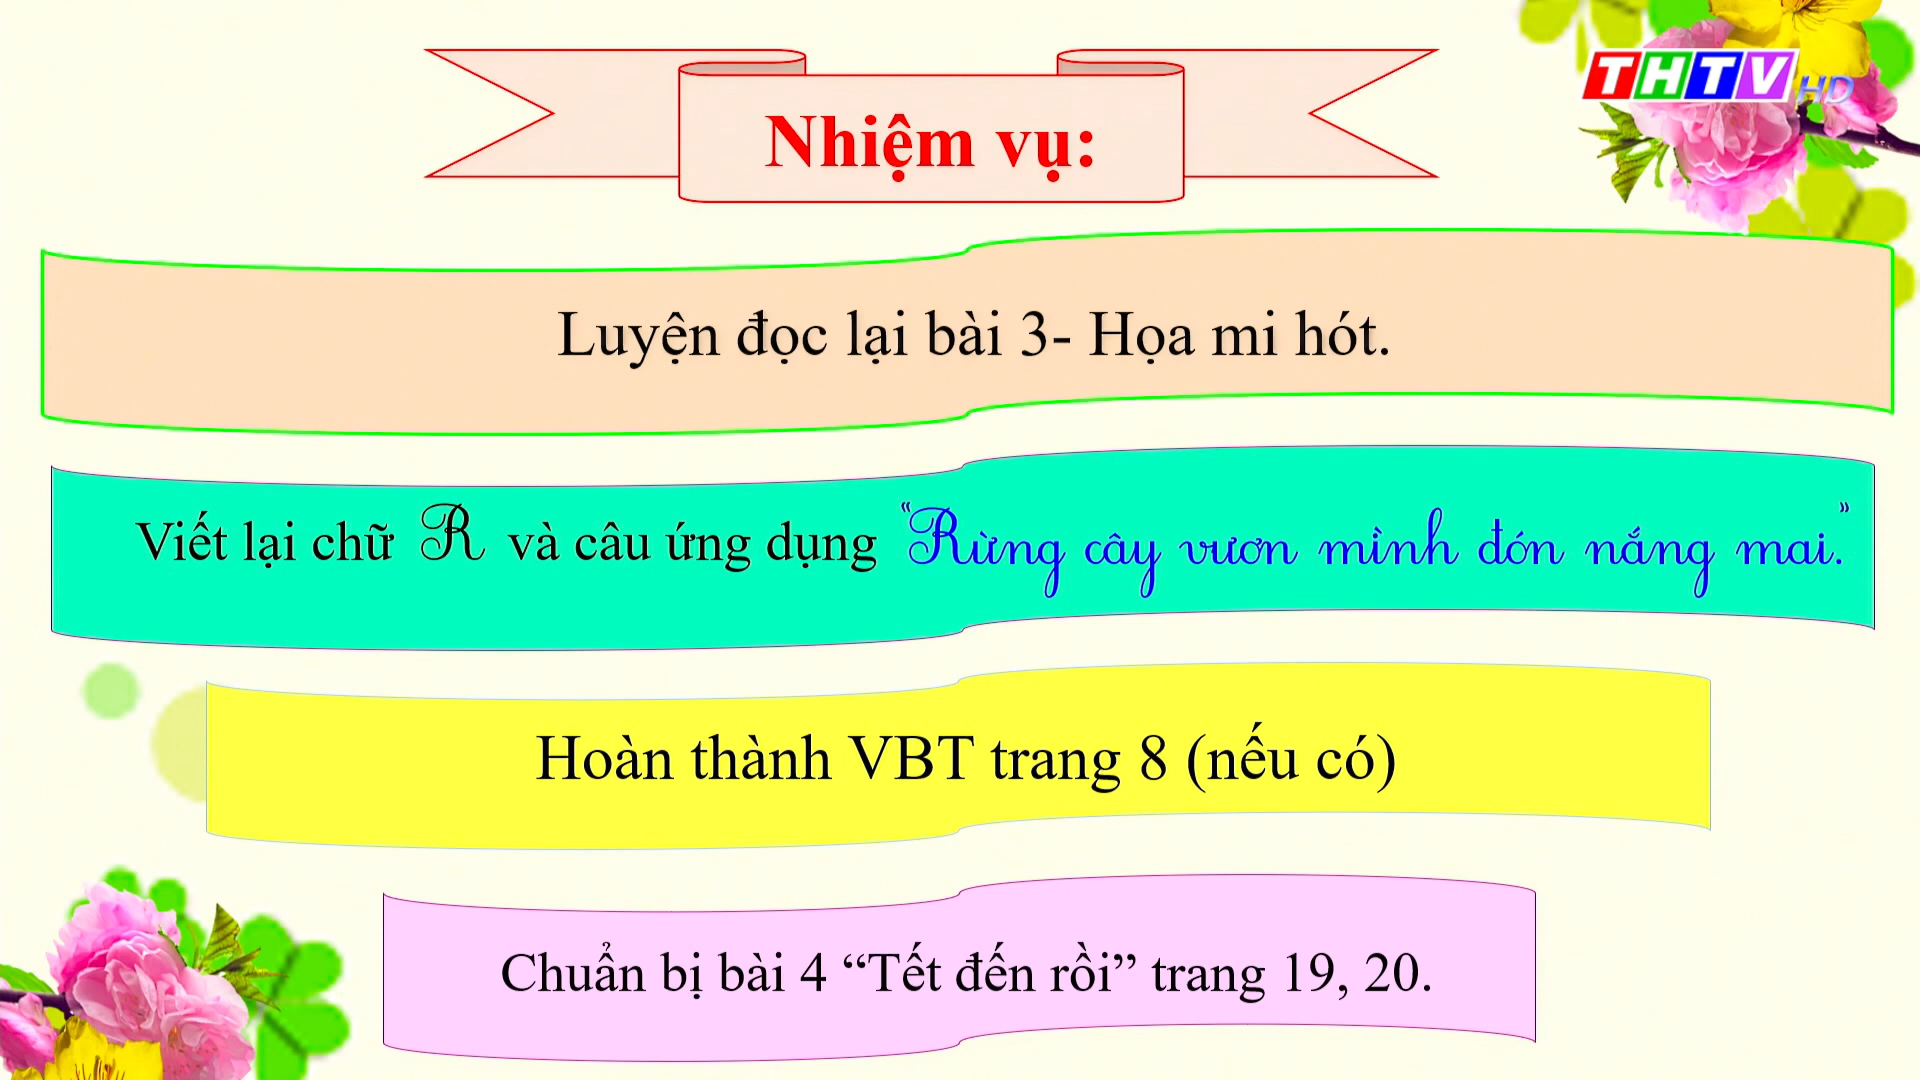 THTV HD
Nhiệm vụ:
Luyện đọc lại bài 3- Họa mi hót.
Viết lại chữ R và câu ứng dụng “Rừng cây vươn mình đón nắng mai.”
Hoàn thành VBT trang 8 (nếu có)
Chuẩn bị bài 4 “Tết đến rồi” trang 19, 20.